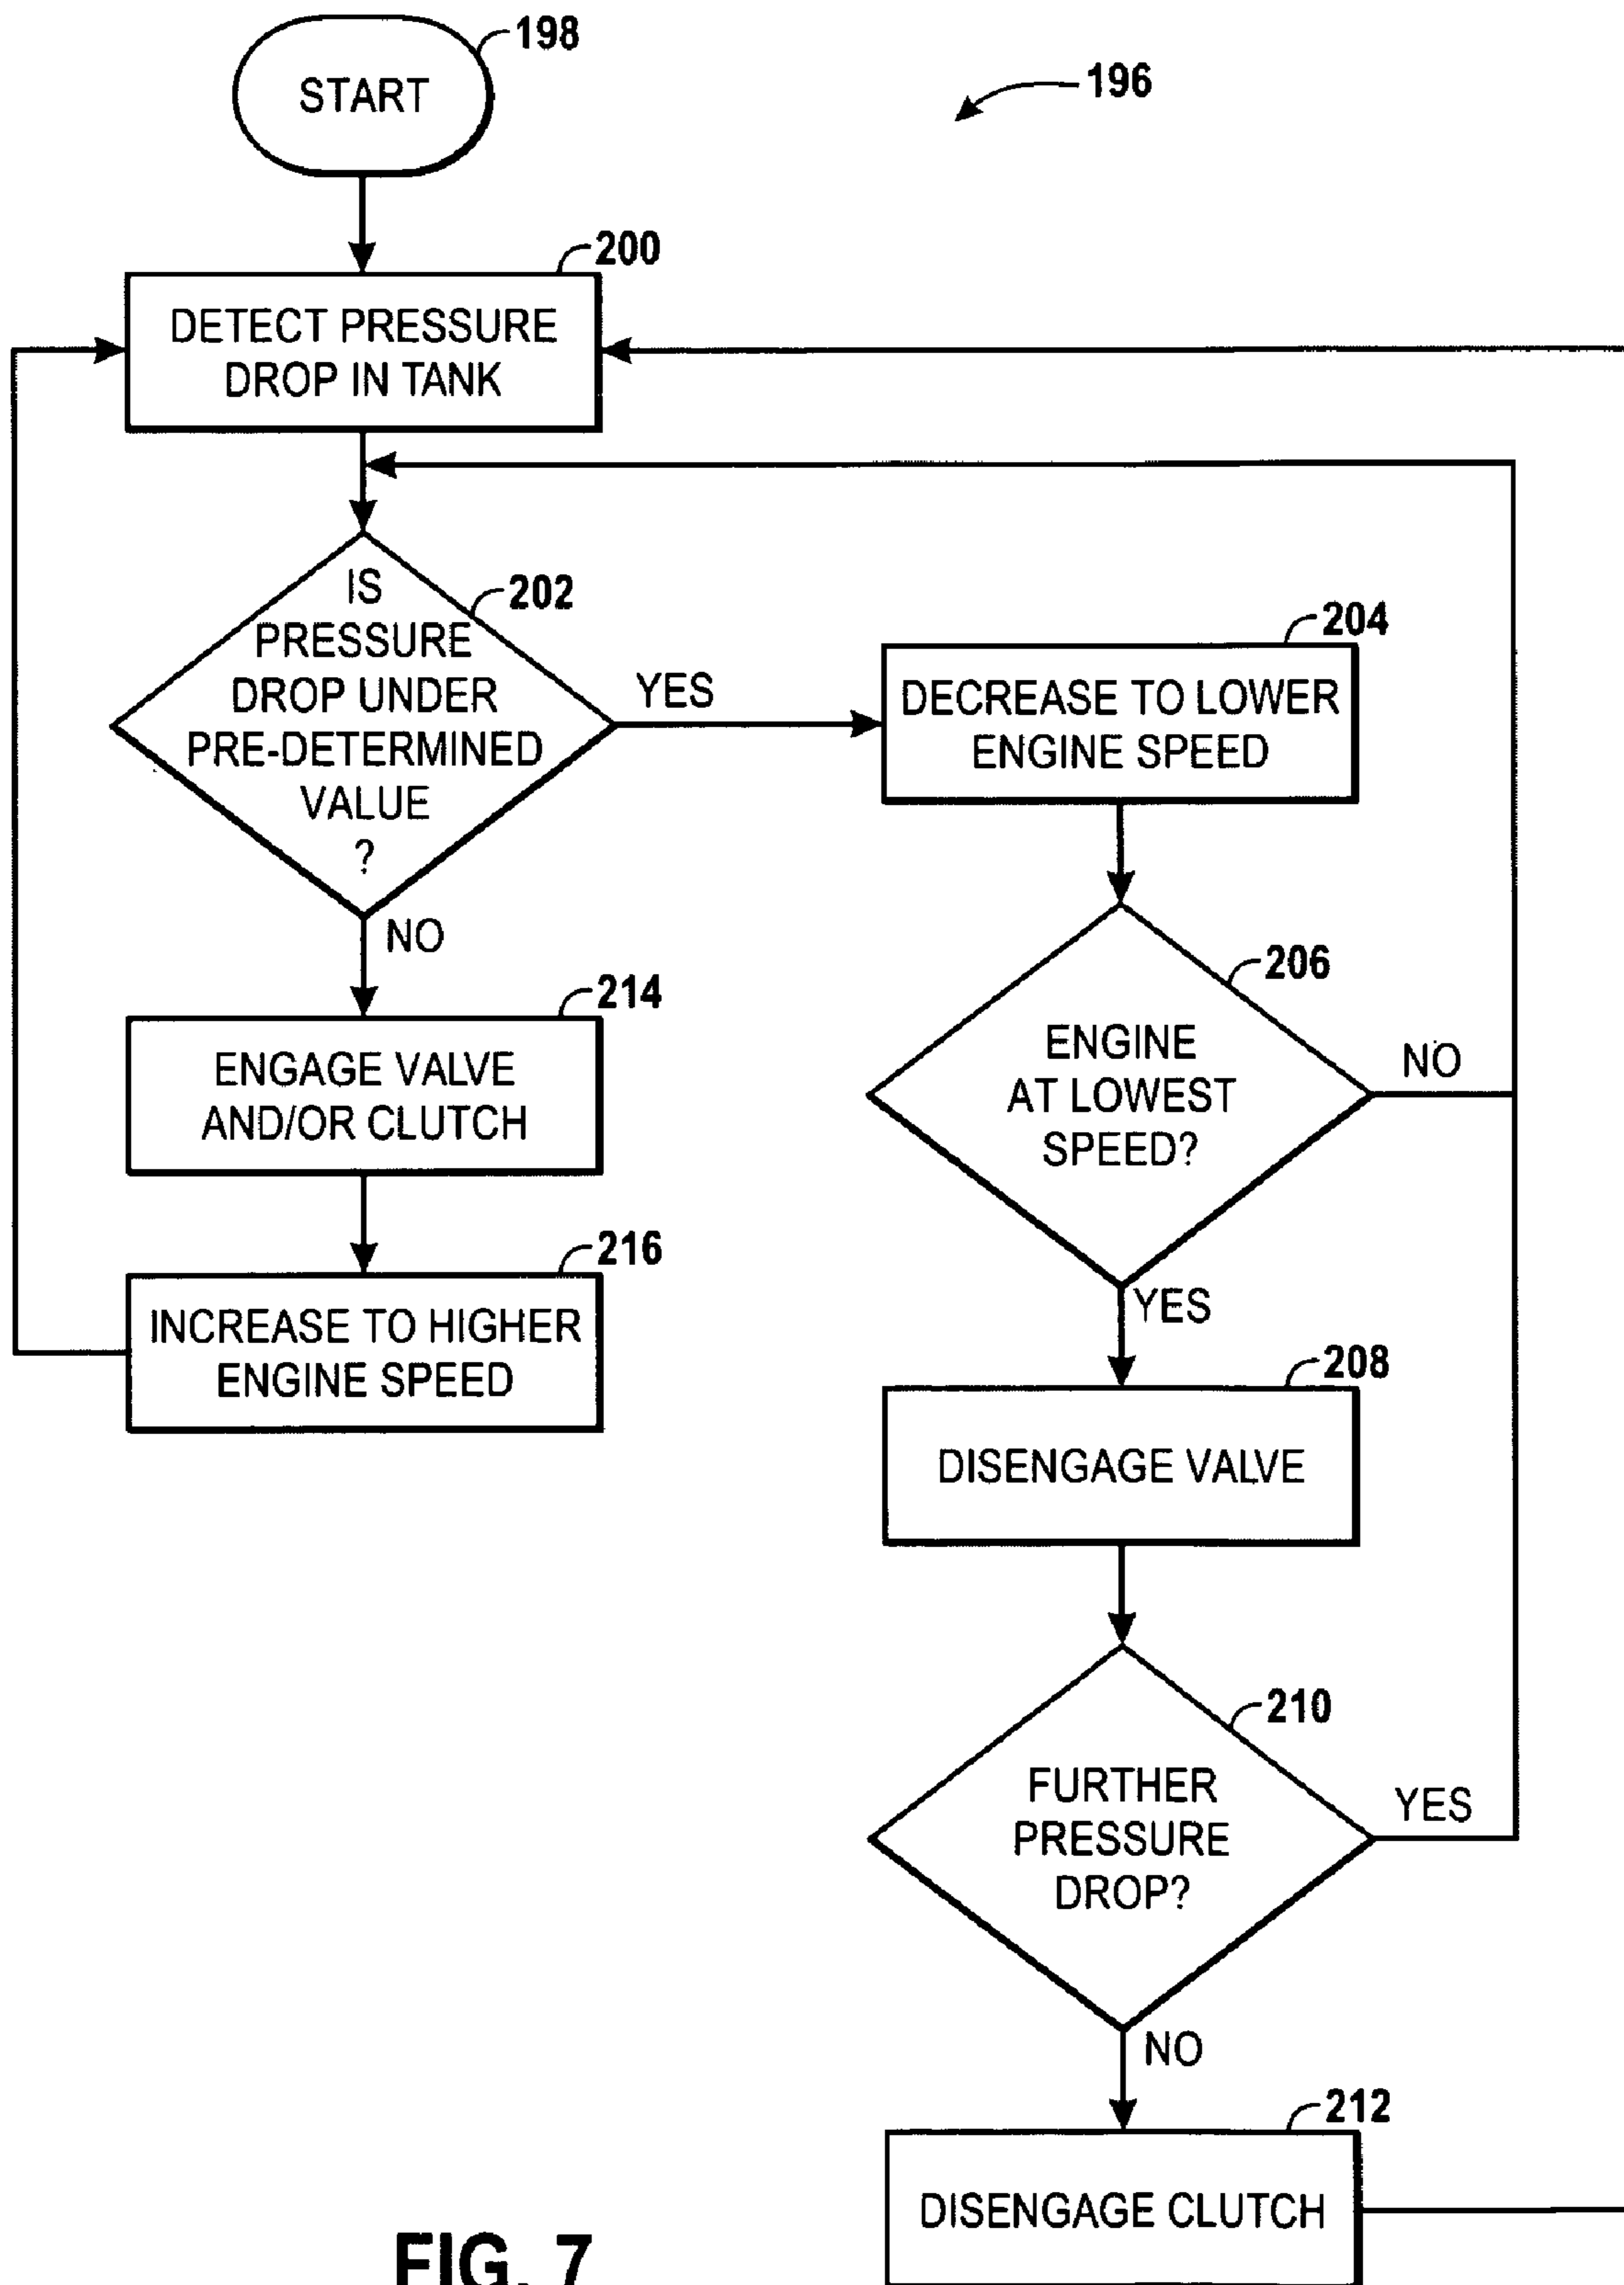 198
START
196
200
DETECT PRESSURE
DROP IN TANK
IS
PRESSURE
DROP UNDER
PRE-DETERMINED
VALUE
?
202
YES
204
DECREASE TO LOWER
ENGINE SPEED
NO
206
ENGINE
AT LOWEST
SPEED?
NO
214
ENGAGE VALVE
AND/OR CLUTCH
YES
216
INCREASE TO HIGHER
ENGINE SPEED
208
DISENGAGE VALVE
210
FURTHER
PRESSURE
DROP?
YES
NO
212
DISENGAGE CLUTCH
FIG. 7